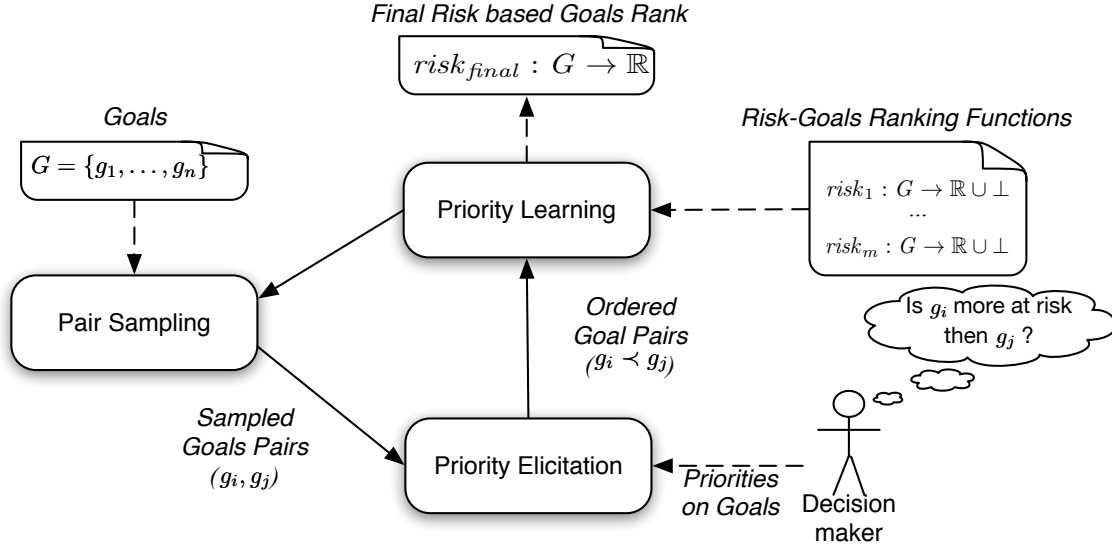 Final Risk based Goals Rank
risk_{final} : G → ℝ
Goals
G = {g_1, . . . , g_n}
Risk-Goals Ranking Functions
risk_1 : G → ℝ ∪ ⊥
...
risk_m : G → ℝ ∪ ⊥
Priority Learning
Pair Sampling
Ordered
Goal Pairs
(g_i ≺ g_j)
Is g_i more at risk
then g_j ?
Sampled
Goals Pairs
(g_i, g_j)
Priority Elicitation
Priorities
on Goals
Decision
maker